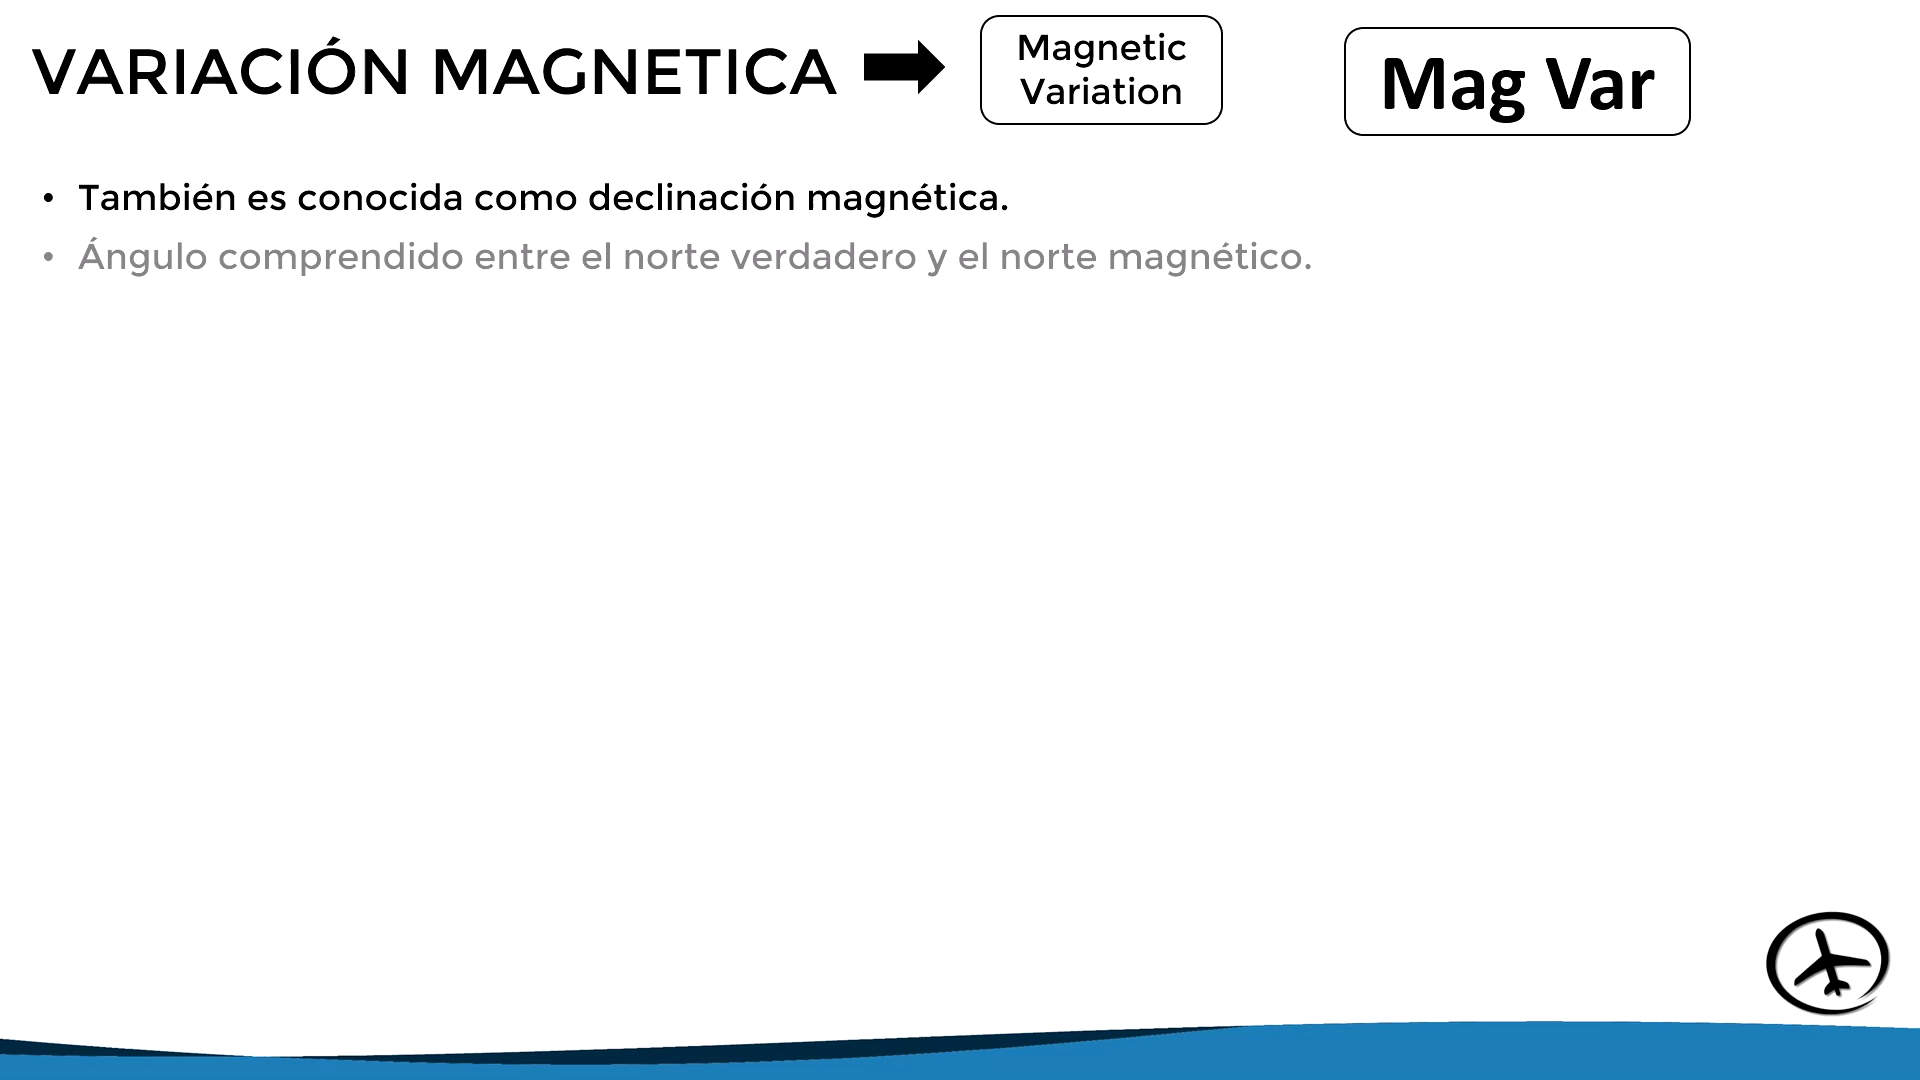 VARIACIÓN MAGNETICA
Magnetic
Variation
Mag Var
• También es conocida como declinación magnética.
• Ángulo comprendido entre el norte verdadero y el norte magnético.